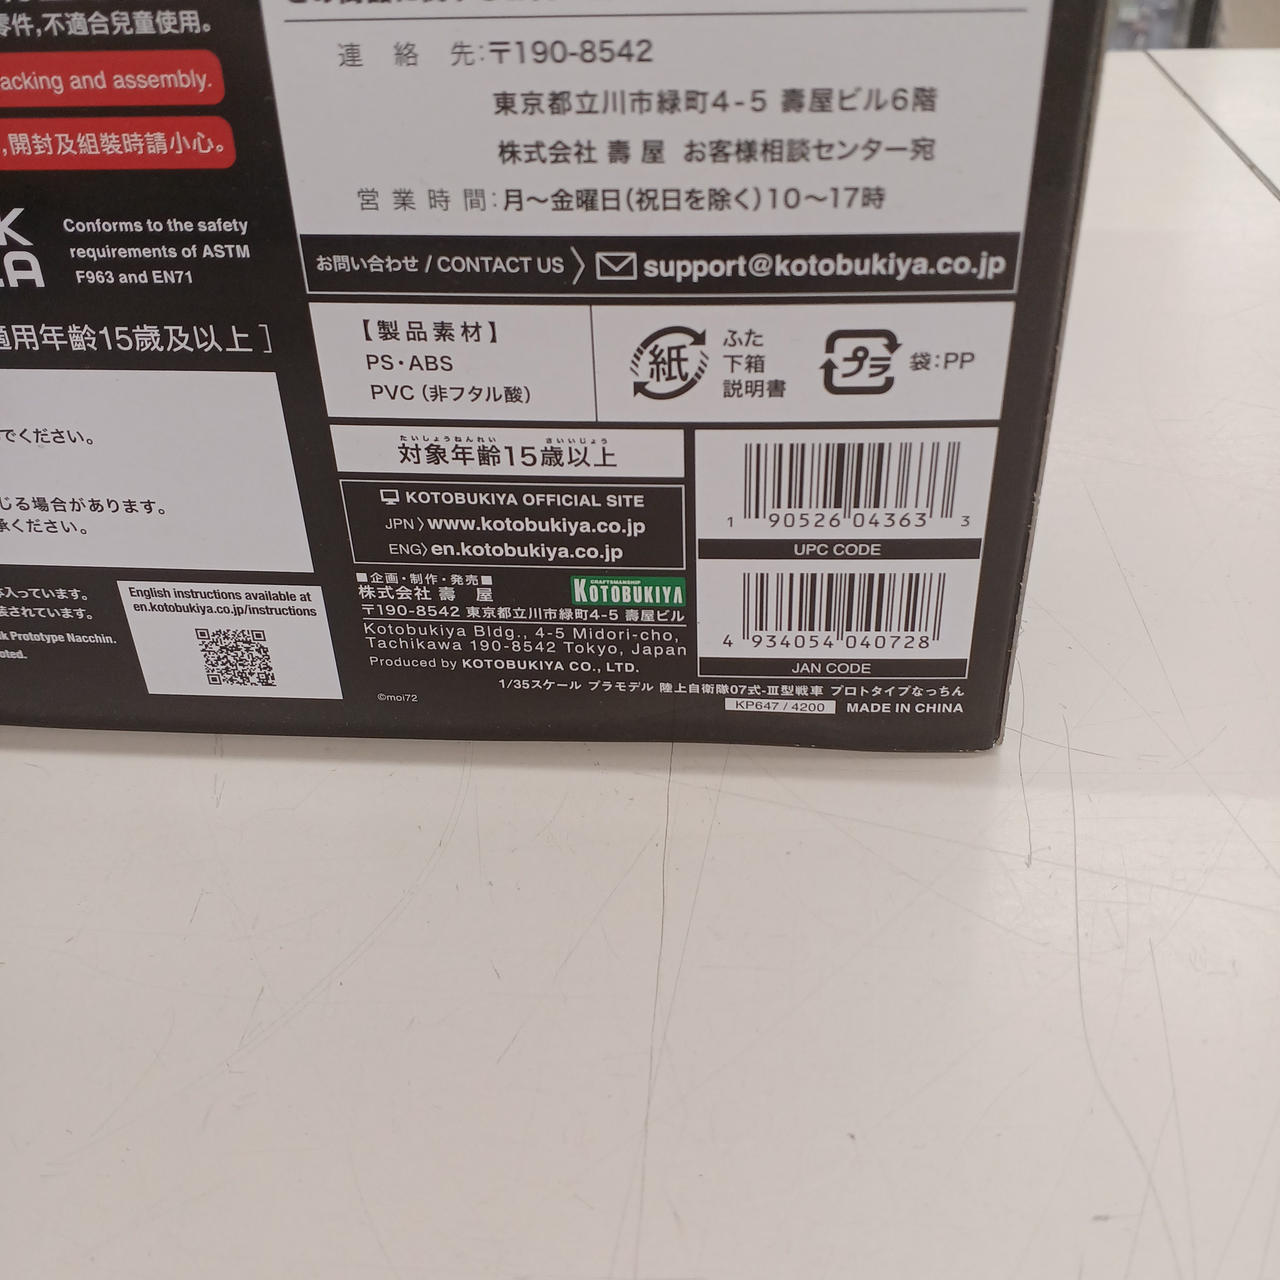 零件,不適合兒童使用。
acking and assembly.
,開封及組裝時請小心。
K
CA
Conforms to the safety
requirements of ASTM
F963 and EN71
適用年齡15歲及以上 ]
でください。
じる場合があります。
承ください。
入っています。
装されています。
Prototype Nacchin.
English instructions available at
en.kotobukiya.co.jp/instructions
連絡先:〒190-8542
東京都立川市緑町4-5 壽屋ビル6階
株式会社 壽屋 お客様相談センター宛
営業時間:月〜金曜日(祝日を除く)10〜17時
お問い合わせ / CONTACT US 〉 support@kotobukiya.co.jp
【製品素材】
PS・ABS
PVC (非フタル酸)
紙
ふた
下箱
説明書
プラ
袋:PP
たいしょうねんれい さいいじょう
対象年齢15歳以上
KOTOBUKIYA OFFICIAL SITE
JPN 〉www.kotobukiya.co.jp
ENG〉en.kotobukiya.co.jp
■企画・制作・発売■
株式会社 壽 屋
CRAFTSMANSHIP
KOTOBUKIYA
〒190-8542 東京都立川市緑町4-5 壽屋ビル
Kotobukiya Bldg., 4-5 Midori-cho,
Tachikawa 190-8542 Tokyo, Japan
Produced by KOTOBUKIYA CO., LTD.
1 90526 04363 3
UPC CODE
4 934054 040728
JAN CODE
1/35スケール プラモデル 陸上自衛隊07式-Ⅲ型戦車 プロトタイプなっちん
©moi72
KP647 / 4200
MADE IN CHINA